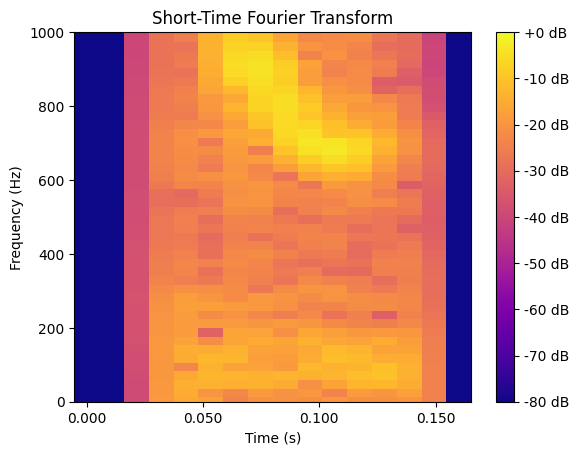 Short-Time Fourier Transform
1000
800
600
400
200
0
Frequency (Hz)
0.000
0.050
0.100
0.150
Time (s)
+0 dB
-10 dB
-20 dB
-30 dB
-40 dB
-50 dB
-60 dB
-70 dB
-80 dB